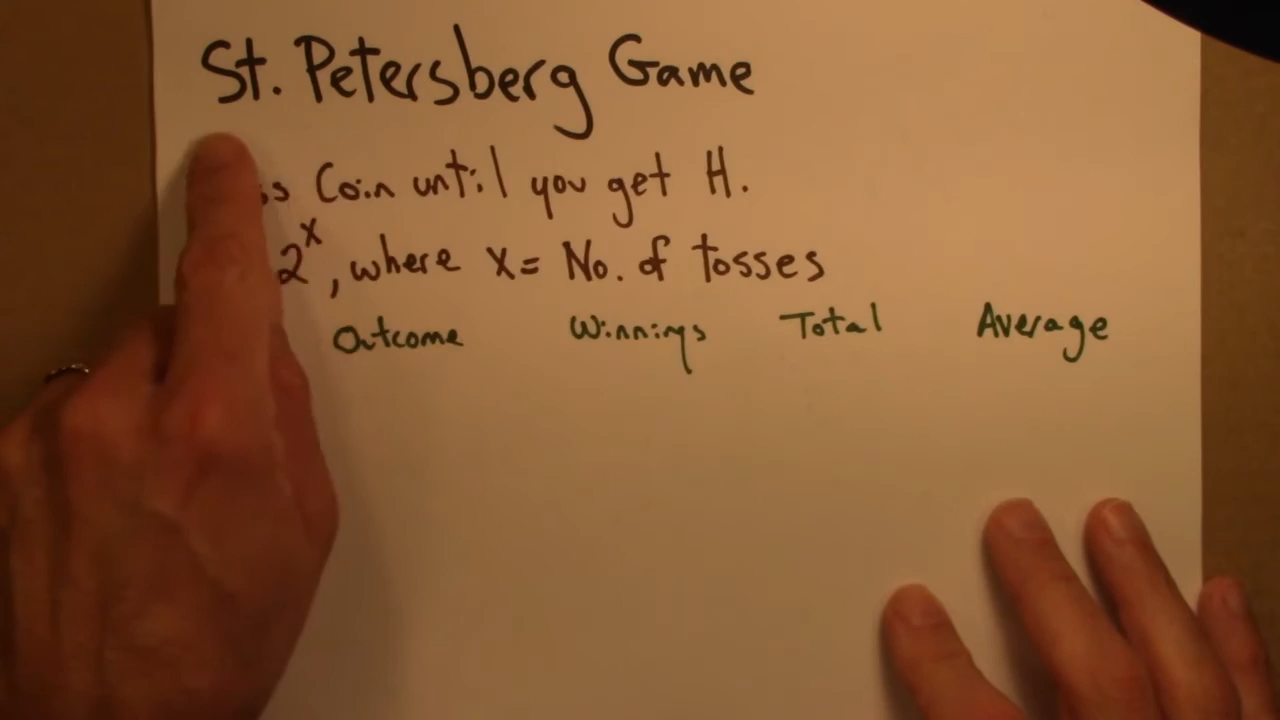 St. Petersberg Game
Coin until you get H.
2^x, where x = No. of tosses
Outcome Winnings Total Average